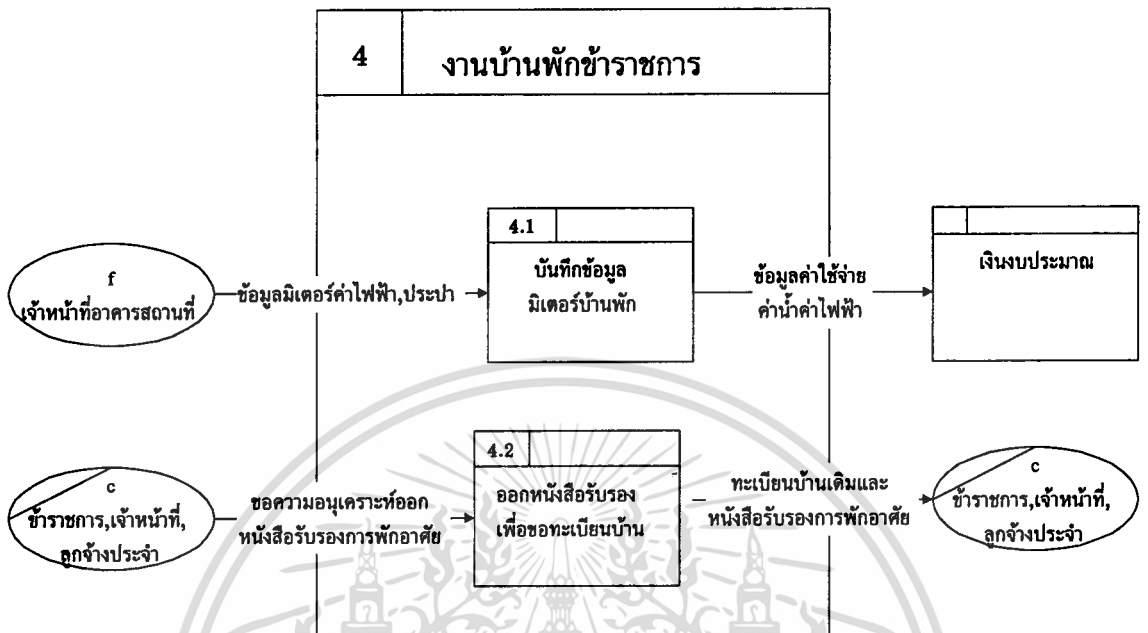 4
งานบ้านพักข้าราชการ
4.1
บันทึกข้อมูล
มิเตอร์บ้านพัก
f
เจ้าหน้าที่อาคารสถานที่
ข้อมูลมิเตอร์ค่าไฟฟ้า,ประปา
ข้อมูลค่าใช้จ่าย
ค่าน้ำค่าไฟฟ้า
เงินงบประมาณ
4.2
ออกหนังสือรับรอง
เพื่อขอทะเบียนบ้าน
c
ข้าราชการ,เจ้าหน้าที่,
ลูกจ้างประจำ
ขอความอนุเคราะห์ออก
หนังสือรับรองการพักอาศัย
ทะเบียนบ้านเดิมและ
หนังสือรับรองการพักอาศัย
c
ข้าราชการ,เจ้าหน้าที่,
ลูกจ้างประจำ